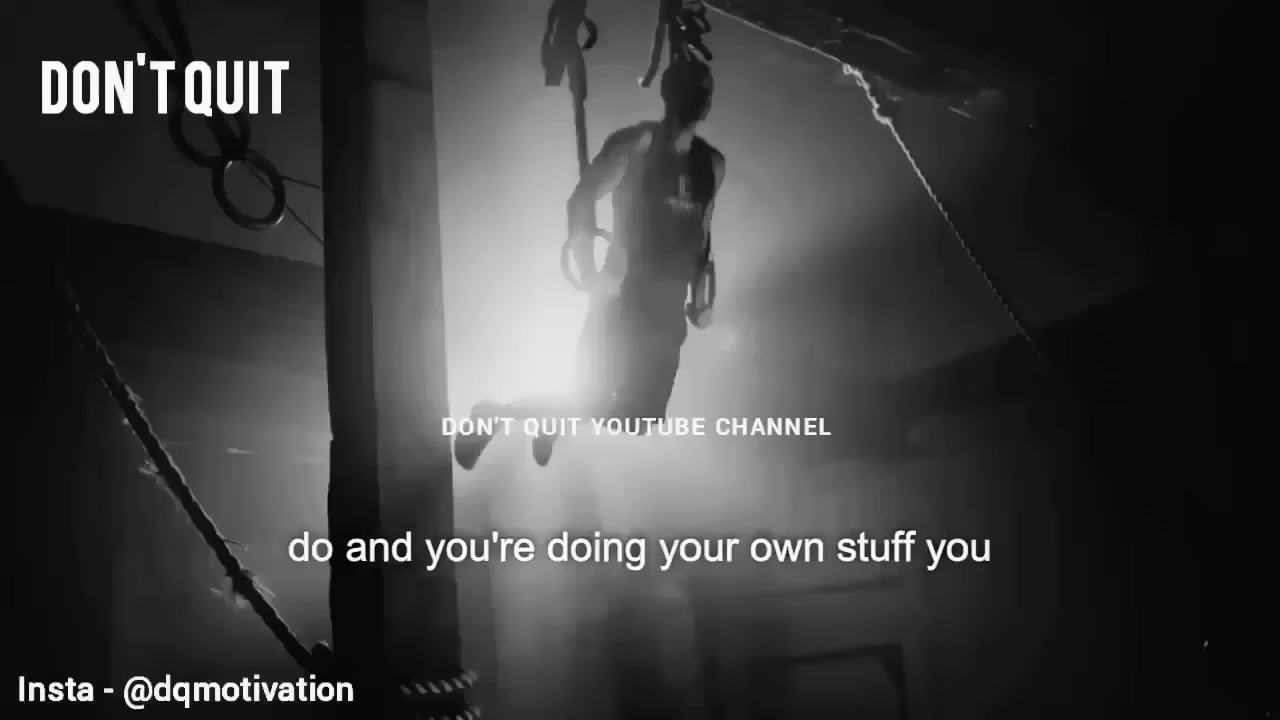 DON'T QUIT
DON'T QUIT YOUTUBE CHANNEL
do and you're doing your own stuff you
Insta - @dqmotivation